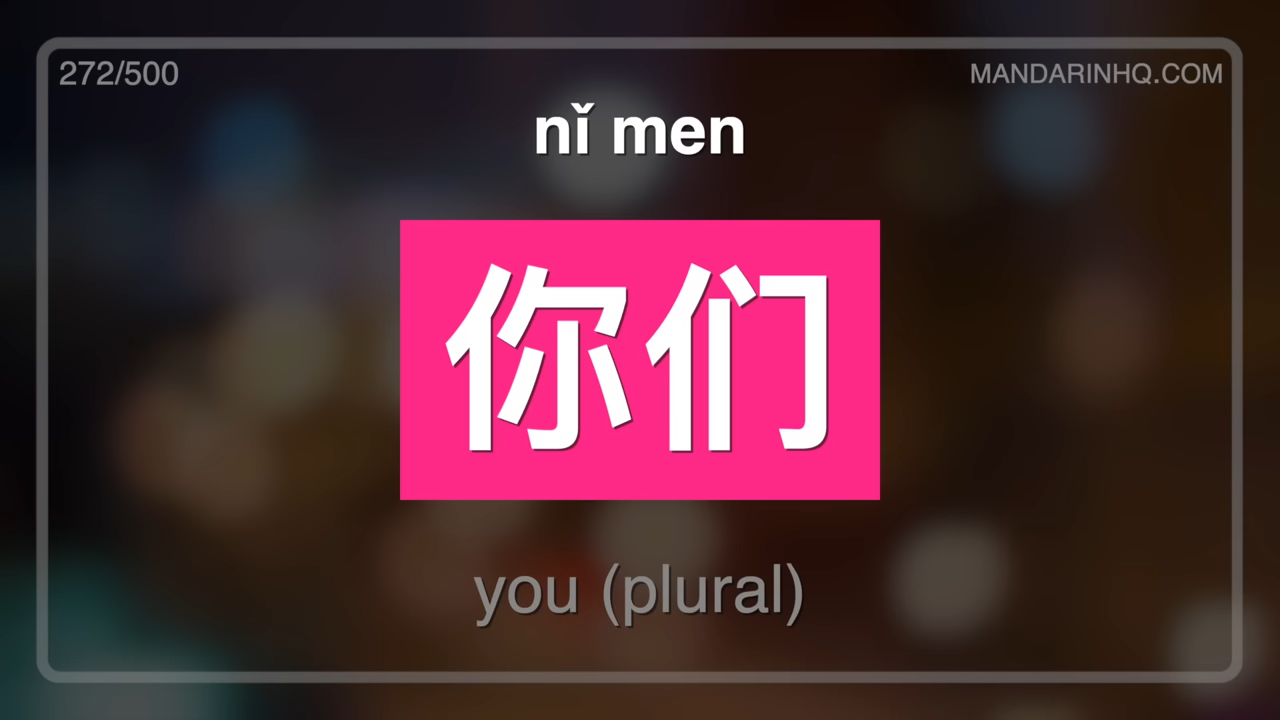 272/500
MANDARINHQ.COM
nǐ men
你们
you (plural)